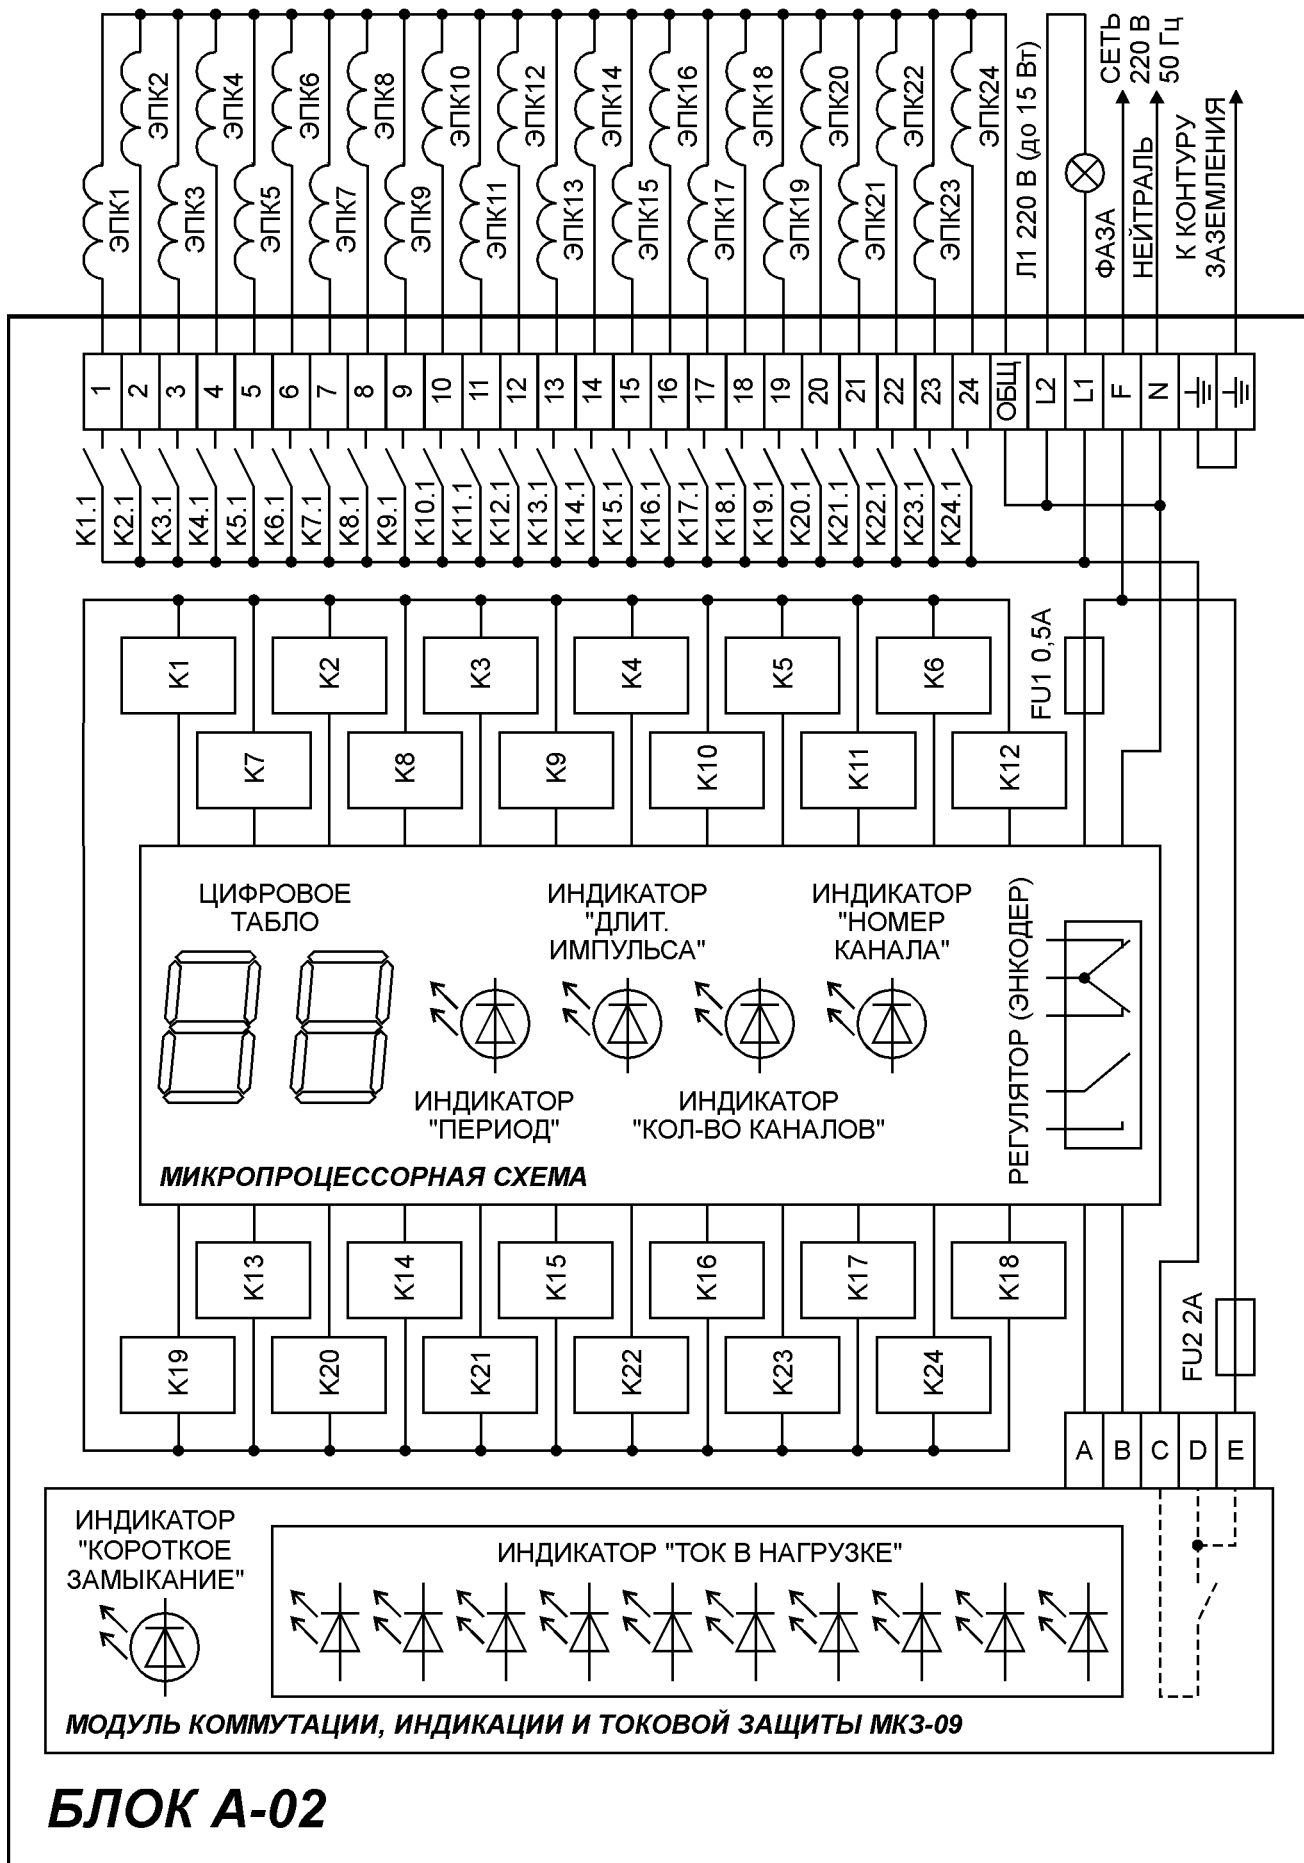 ЭПК1
ЭПК2
ЭПК3
ЭПК4
ЭПК5
ЭПК6
ЭПК7
ЭПК8
ЭПК9
ЭПК10
ЭПК11
ЭПК12
ЭПК13
ЭПК14
ЭПК15
ЭПК16
ЭПК17
ЭПК18
ЭПК19
ЭПК20
ЭПК21
ЭПК22
ЭПК23
ЭПК24
Л1 220 В (до 15 Вт)
ФАЗА
НЕЙТРАЛЬ
СЕТЬ
220 В
50 Гц
К КОНТУРУ
ЗАЗЕМЛЕНИЯ
1
2
3
4
5
6
7
8
9
10
11
12
13
14
15
16
17
18
19
20
21
22
23
24
ОБЩ
L2
L1
F
N
K1.1
K2.1
K3.1
K4.1
K5.1
K6.1
K7.1
K8.1
K9.1
K10.1
K11.1
K12.1
K13.1
K14.1
K15.1
K16.1
K17.1
K18.1
K19.1
K20.1
K21.1
K22.1
K23.1
K24.1
K1
K2
K3
K4
K5
K6
FU1 0,5A
K7
K8
K9
K10
K11
K12
ЦИФРОВОЕ
ТАБЛО
ИНДИКАТОР
"ДЛИТ.
ИМПУЛЬСА"
ИНДИКАТОР
"НОМЕР
КАНАЛА"
РЕГУЛЯТОР (ЭНКОДЕР)
ИНДИКАТОР
"ПЕРИОД"
ИНДИКАТОР
"КОЛ-ВО КАНАЛОВ"
МИКРОПРОЦЕССОРНАЯ СХЕМА
K13
K14
K15
K16
K17
K18
K19
K20
K21
K22
K23
K24
FU2 2A
A
B
C
D
E
ИНДИКАТОР
"КОРОТКОЕ
ЗАМЫКАНИЕ"
ИНДИКАТОР "ТОК В НАГРУЗКЕ"
МОДУЛЬ КОММУТАЦИИ, ИНДИКАЦИИ И ТОКОВОЙ ЗАЩИТЫ МКЗ-09
БЛОК А-02